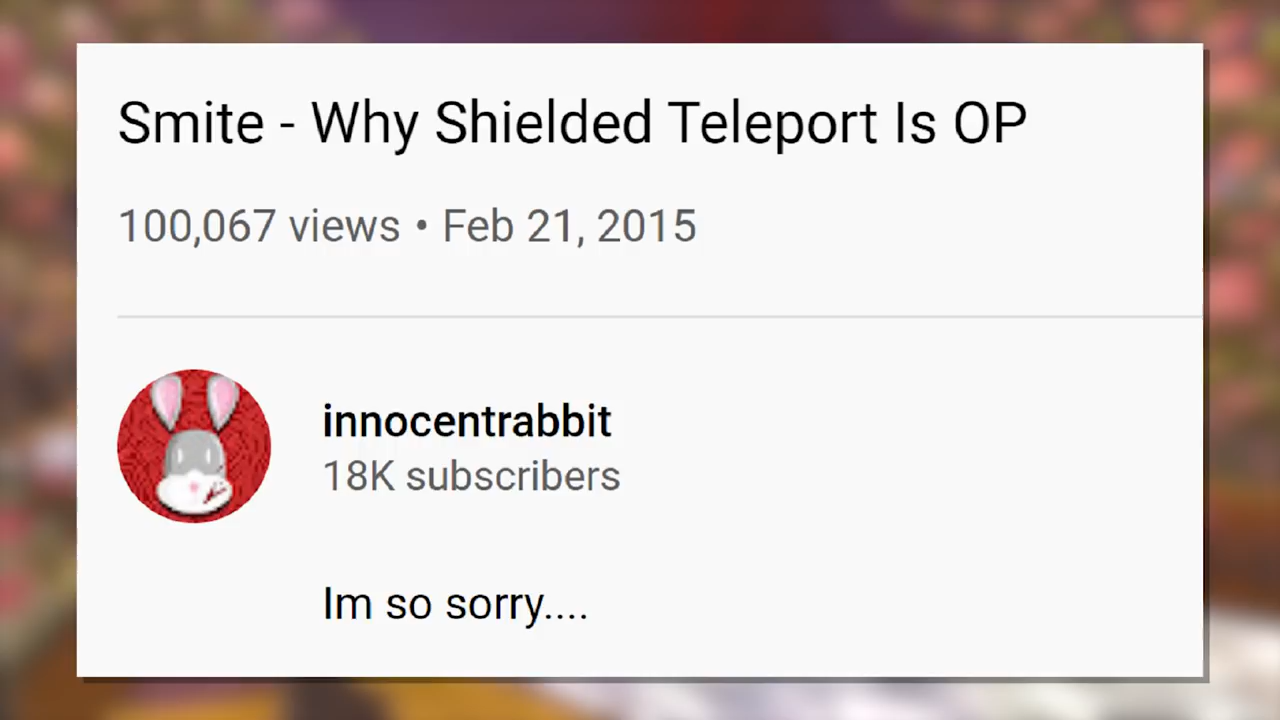 Smite - Why Shielded Teleport Is OP
100,067 views • Feb 21, 2015
innocentrabbit
18K subscribers
Im so sorry....